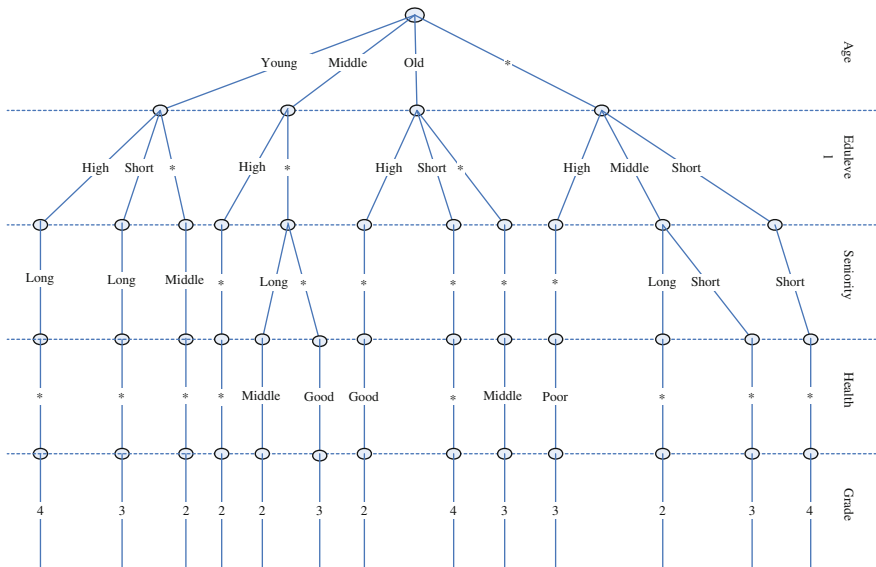 Young Middle Old * Age
High Short * High * High Short * High Middle Short Eduleve
l
Long Long Middle * Long * * * * * Long Short Short Seniority
* * * * Middle Good Good * Middle Poor * * * Health
4 3 2 2 2 3 2 4 3 3 2 3 4 Grade